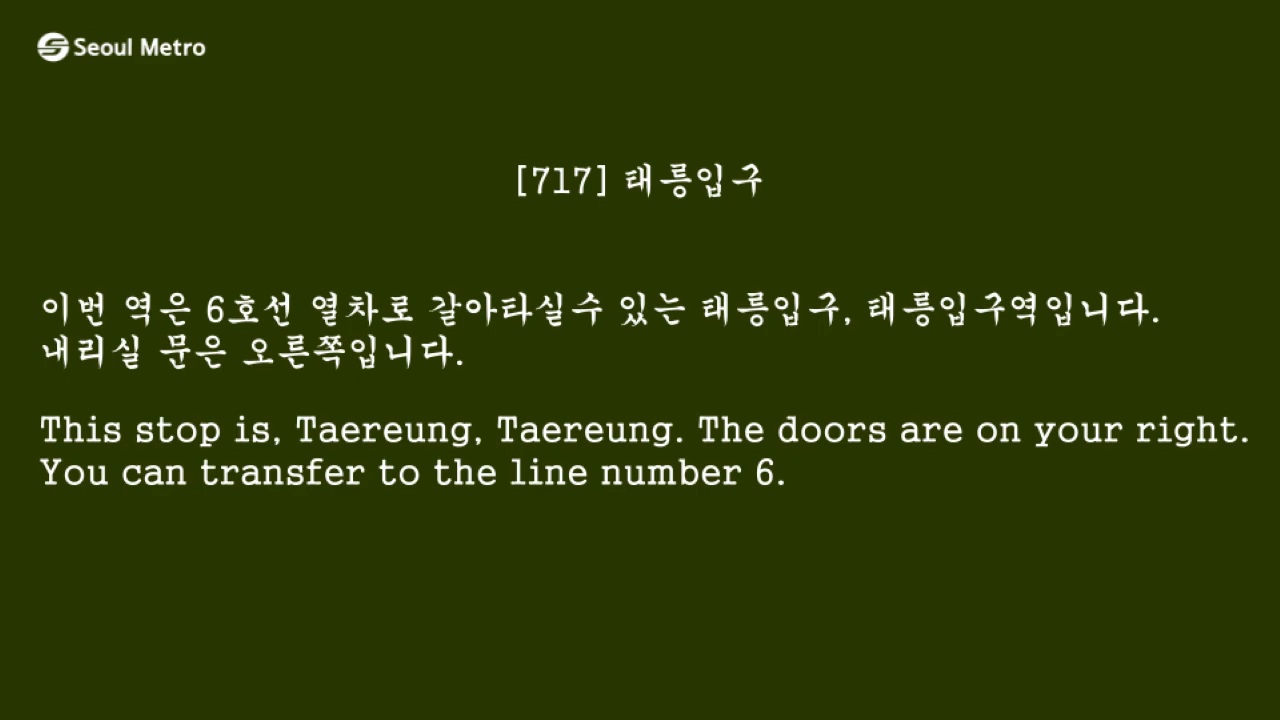 Seoul Metro
[717] 태릉입구
이번 역은 6호선 열차로 갈아타실수 있는 태릉입구, 태릉입구역입니다.
내리실 문은 오른쪽입니다.
This stop is, Taereung, Taereung. The doors are on your right.
You can transfer to the line number 6.